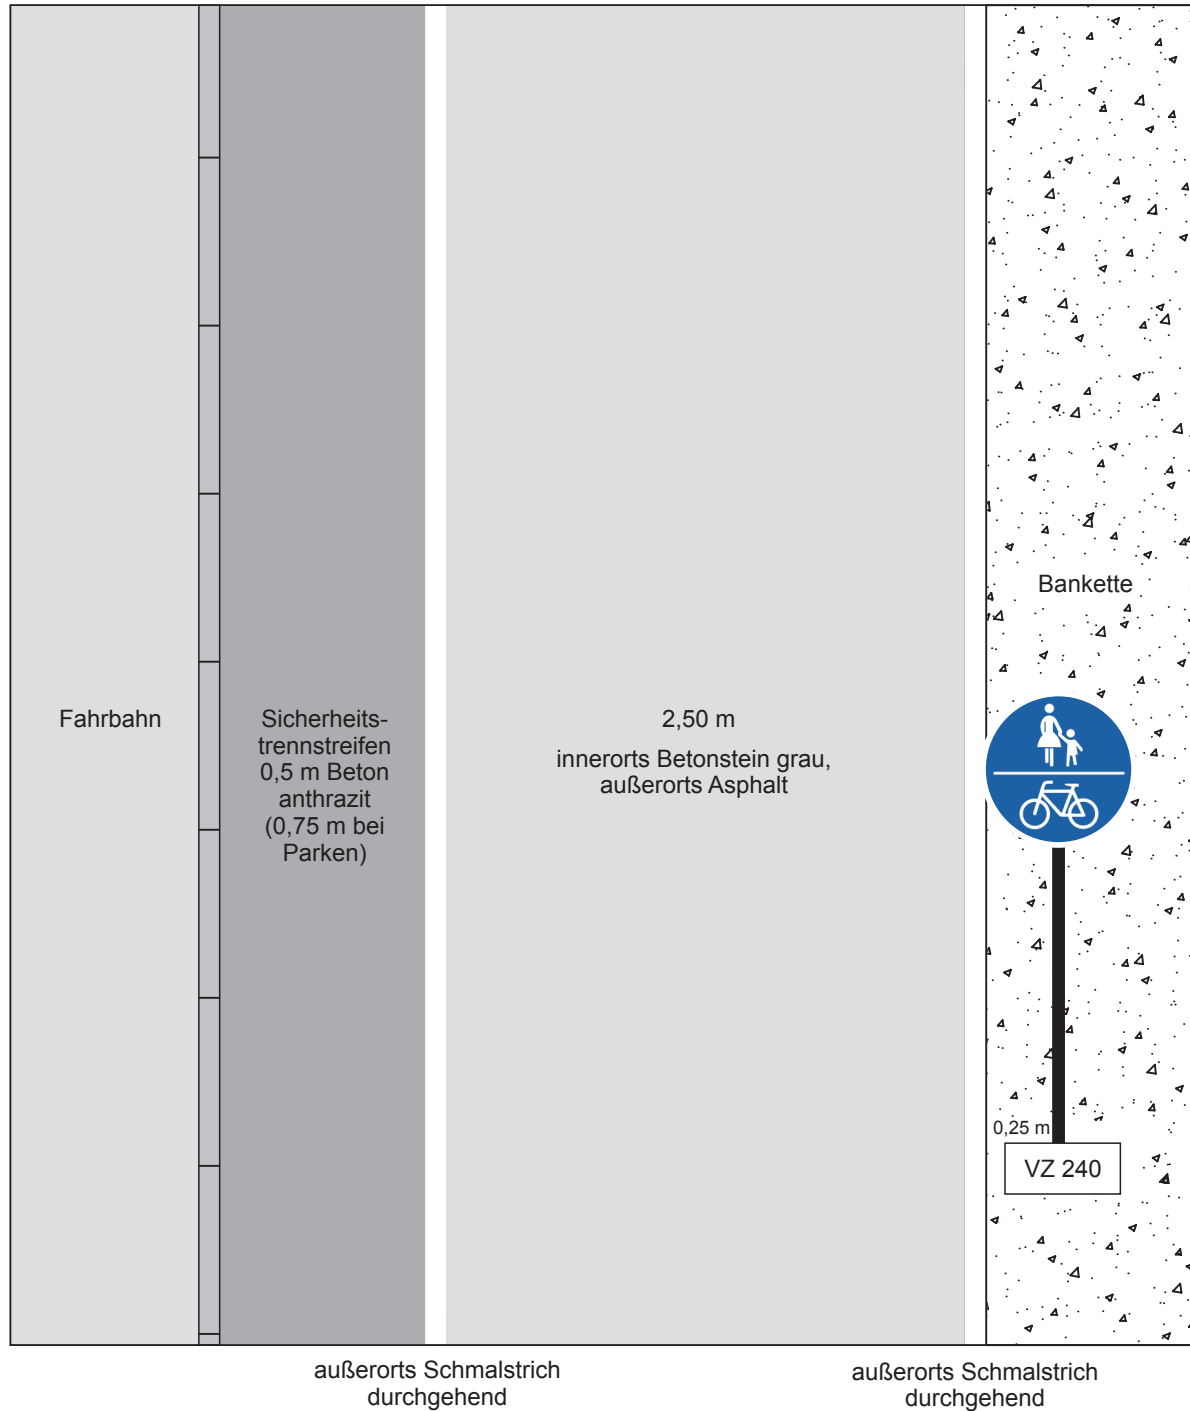 Fahrbahn
Sicherheits-
trennstreifen
0,5 m Beton
anthrazit
(0,75 m bei
Parken)
2,50 m
innerorts Betonstein grau,
außerorts Asphalt
Bankette
0,25 m
VZ 240
außerorts Schmalstrich
durchgehend
außerorts Schmalstrich
durchgehend